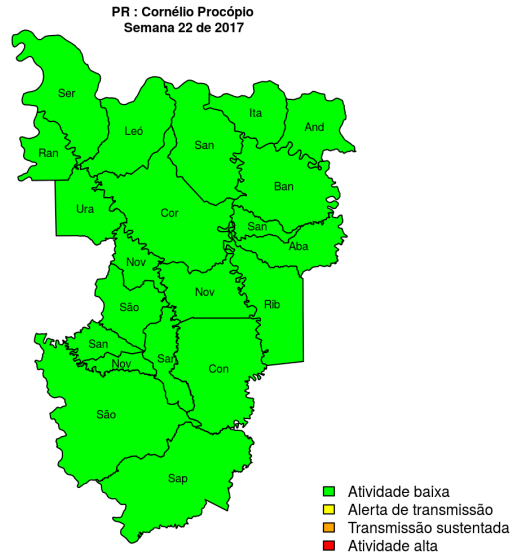 PR : Cornélio Procópio
Semana 22 de 2017
Ser
Ita
And
Leó
San
Ran
Ban
Ura
Cor
San
Aba
Nov
Nov
Rib
São
San
San
Nov
Con
São
Sap
Atividade baixa
Alerta de transmissão
Transmissão sustentada
Atividade alta